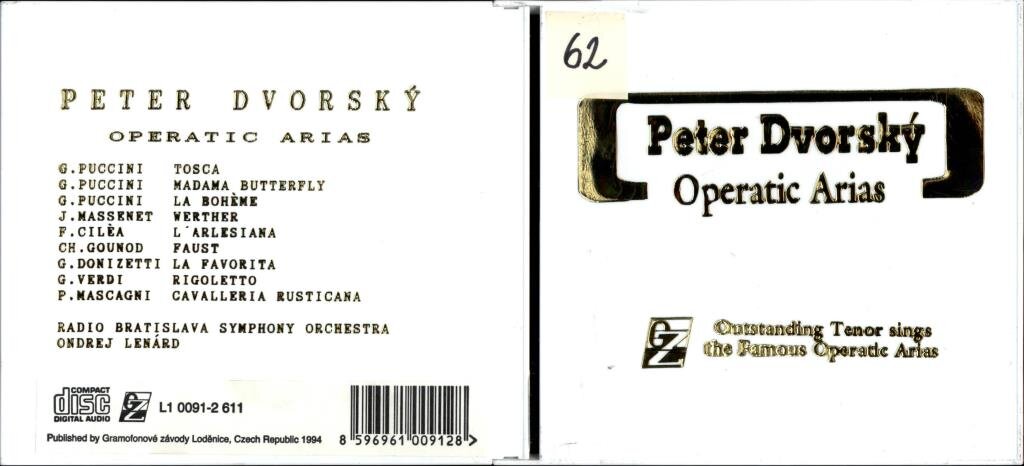 PETER DVORSKÝ
OPERATIC ARIAS
G.PUCCINI TOSCA
G.PUCCINI MADAMA BUTTERFLY
G.PUCCINI LA BOHÈME
J.MASSENET WERTHER
F.CILÈA L´ARLESIANA
CH.GOUNOD FAUST
G.DONIZETTI LA FAVORITA
G.VERDI RIGOLETTO
P.MASCAGNI CAVALLERIA RUSTICANA
RADIO BRATISLAVA SYMPHONY ORCHESTRA
ONDREJ LENÁRD
COMPACT
disc
DIGITAL AUDIO
GZ
L1 0091-2 611
Published by Gramofonové závody Loděnice, Czech Republic 1994
8 596961 009128 >
62
Peter Dvorský
Operatic Arias
GZ
Outstanding Tenor sings
the Famous Operatic Arias